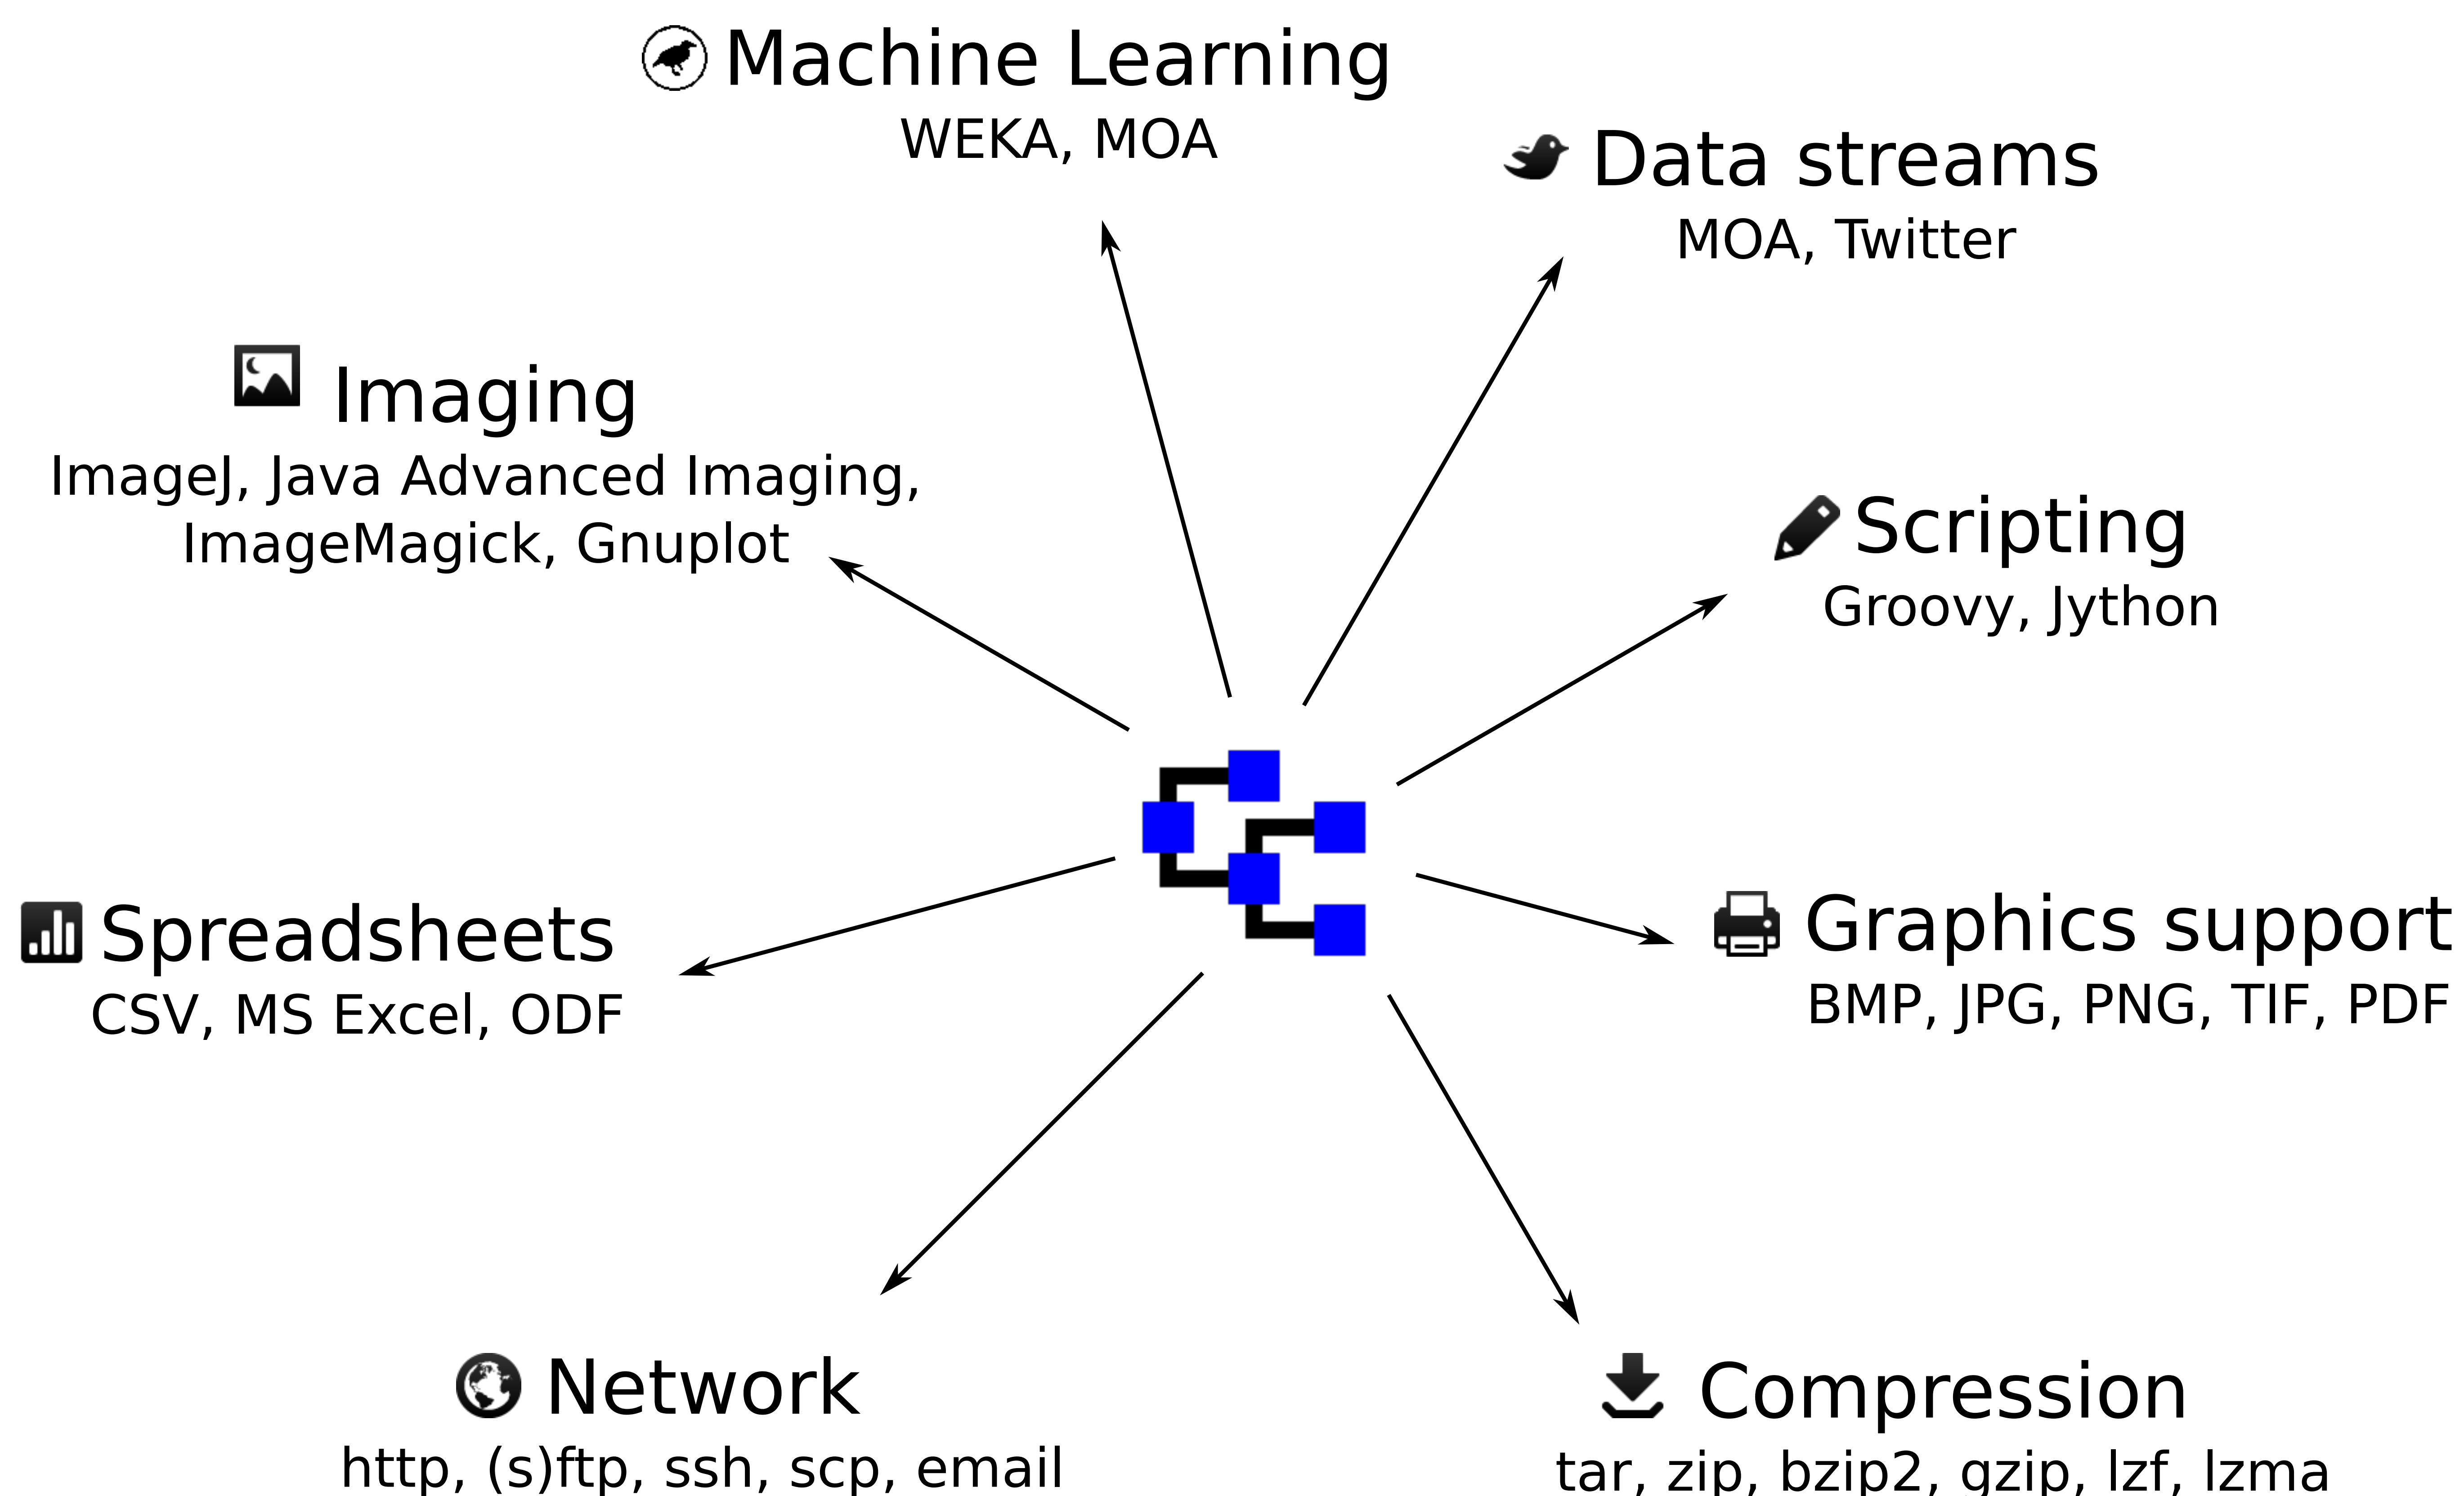 Machine Learning
WEKA, MOA
Data streams
MOA, Twitter
Imaging
ImageJ, Java Advanced Imaging,
ImageMagick, Gnuplot
Scripting
Groovy, Jython
Spreadsheets
CSV, MS Excel, ODF
Graphics support
BMP, JPG, PNG, TIF, PDF
Network
http, (s)ftp, ssh, scp, email
Compression
tar, zip, bzip2, gzip, lzf, lzma